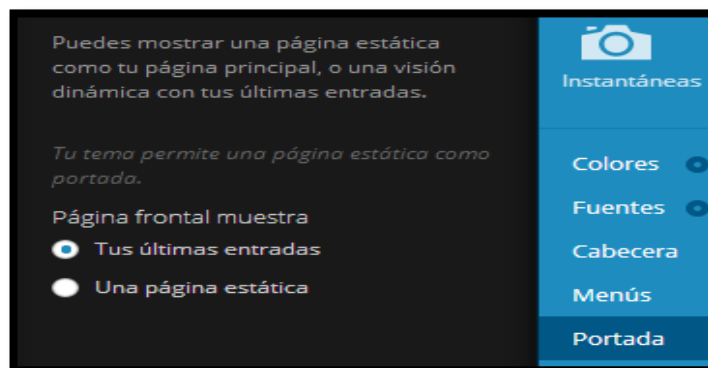 Puedes mostrar una página estática
como tu página principal, o una visión
dinámica con tus últimas entradas.
Tu tema permite una página estática como
portada.
Página frontal muestra
Tus últimas entradas
Una página estática
Instantáneas
Colores
Fuentes
Cabecera
Menús
Portada